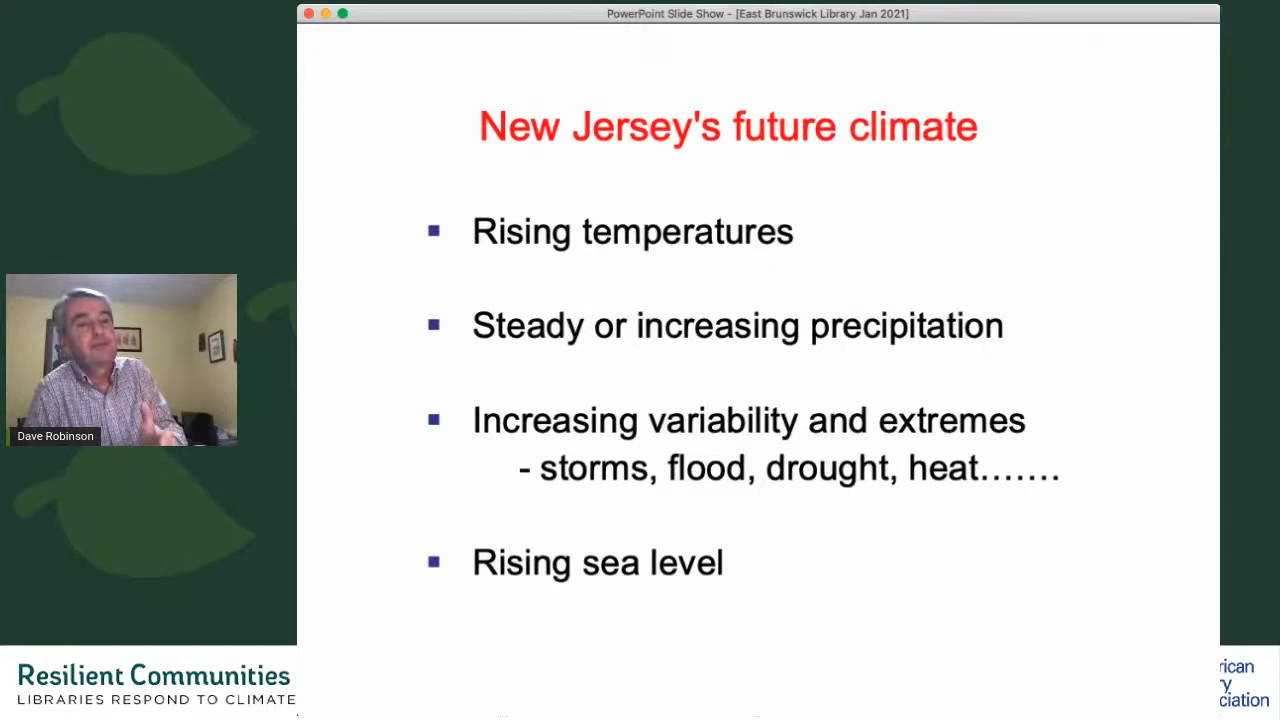 PowerPoint Slide Show - [East Brunswick Library Jan 2021]
New Jersey's future climate
▪ Rising temperatures
▪ Steady or increasing precipitation
▪ Increasing variability and extremes
- storms, flood, drought, heat…….
▪ Rising sea level
Dave Robinson
Resilient Communities
LIBRARIES RESPOND TO CLIMATE
rican
ry
ciation